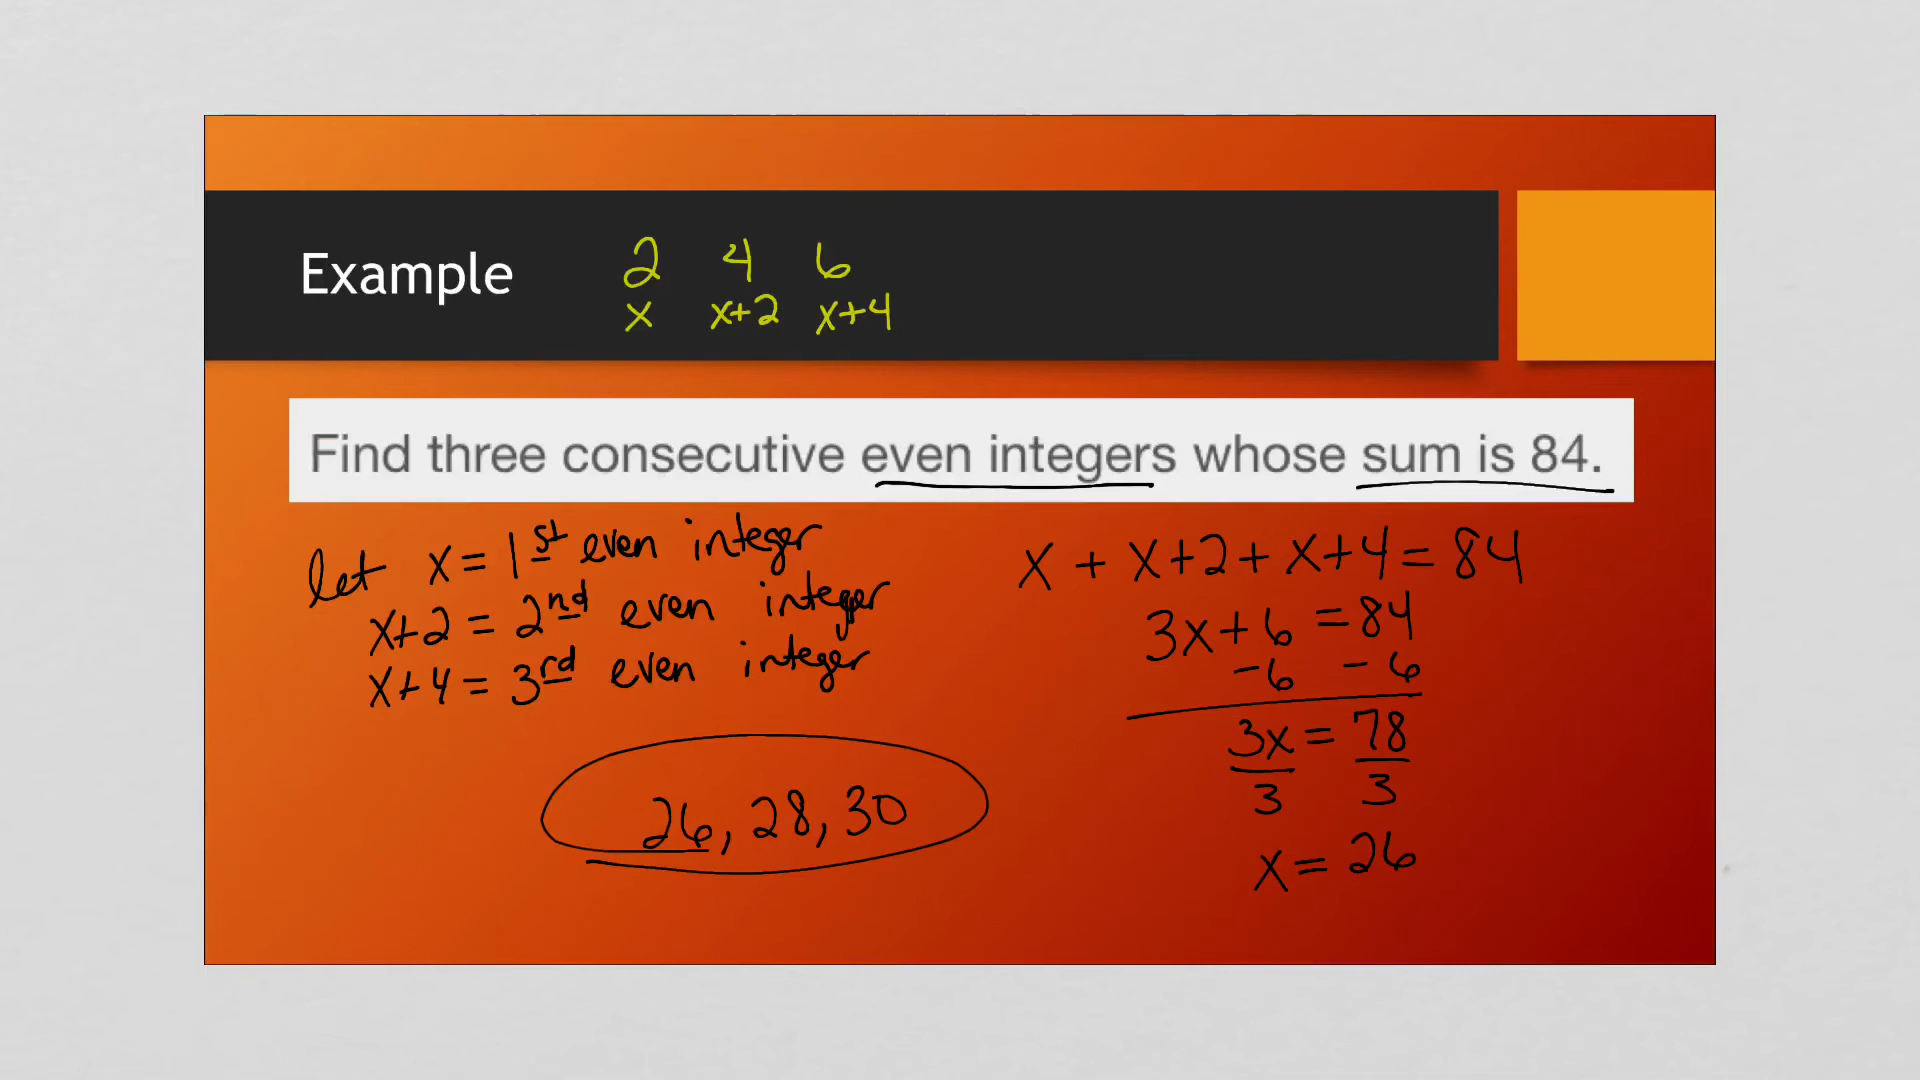 Example
2 4 6
x x+2 x+4
Find three consecutive even integers whose sum is 84.
let x = 1st even integer
x+2 = 2nd even integer
x+4 = 3rd even integer
26, 28, 30
x + x+2 + x+4 = 84
3x+6 = 84
-6 -6
3x = 78
3 3
x = 26